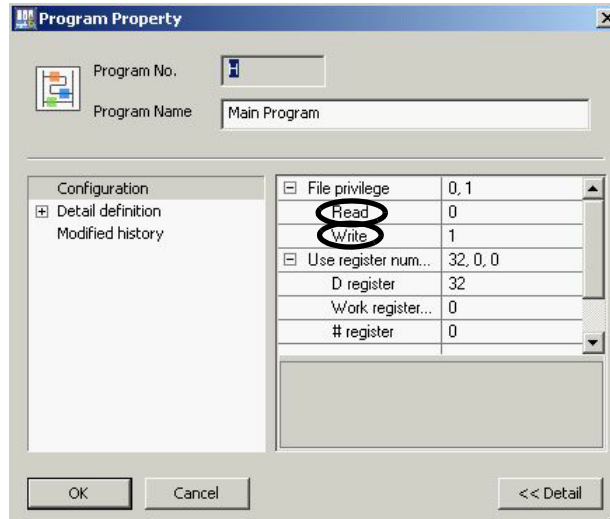 Program Property
Program No. H
Program Name Main Program
Configuration
Detail definition
Modified history
File privilege 0, 1
Read 0
Write 1
Use register num... 32, 0, 0
D register 32
Work register... 0
# register 0
OK Cancel << Detail